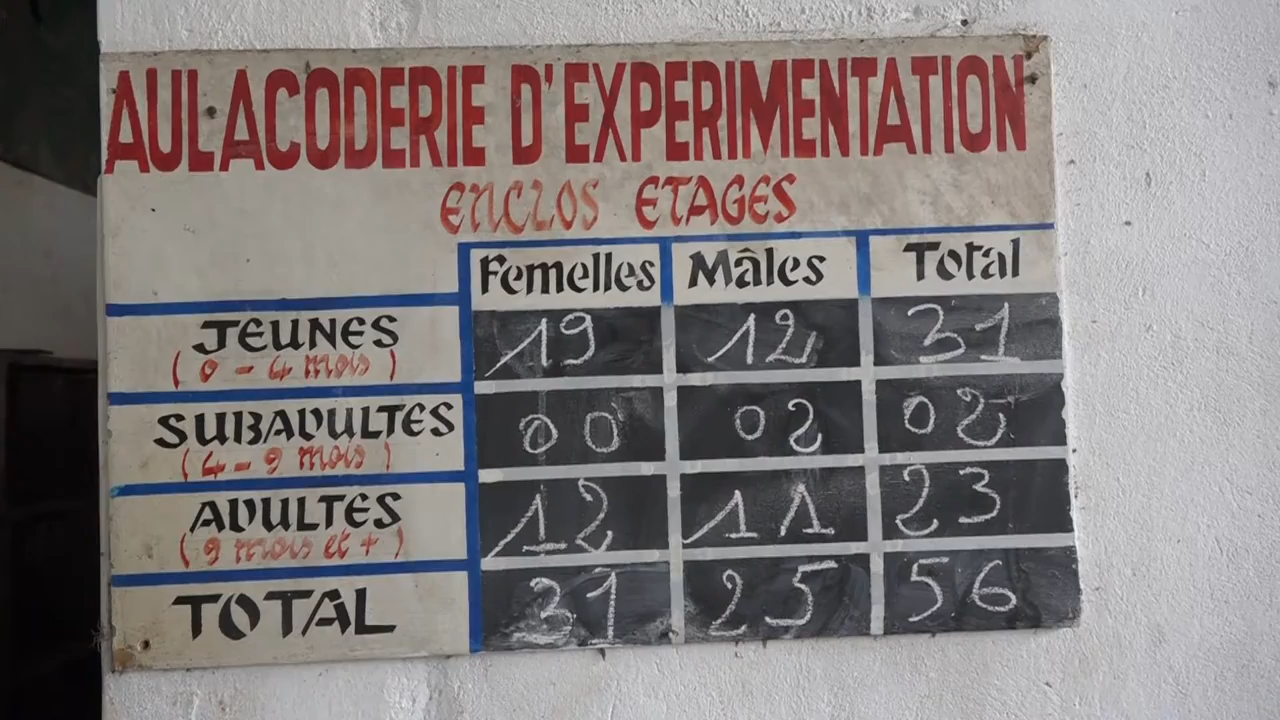 AULACODERIE D'EXPERIMENTATION
ENCLOS ETAGES
Femelles Mâles Total
JEUNES 19 12 31
( 0 - 4 mois )
SUBADULTES 00 02 02
( 4 - 9 mois )
ADULTES 12 11 23
( 9 mois et + )
TOTAL 31 25 56